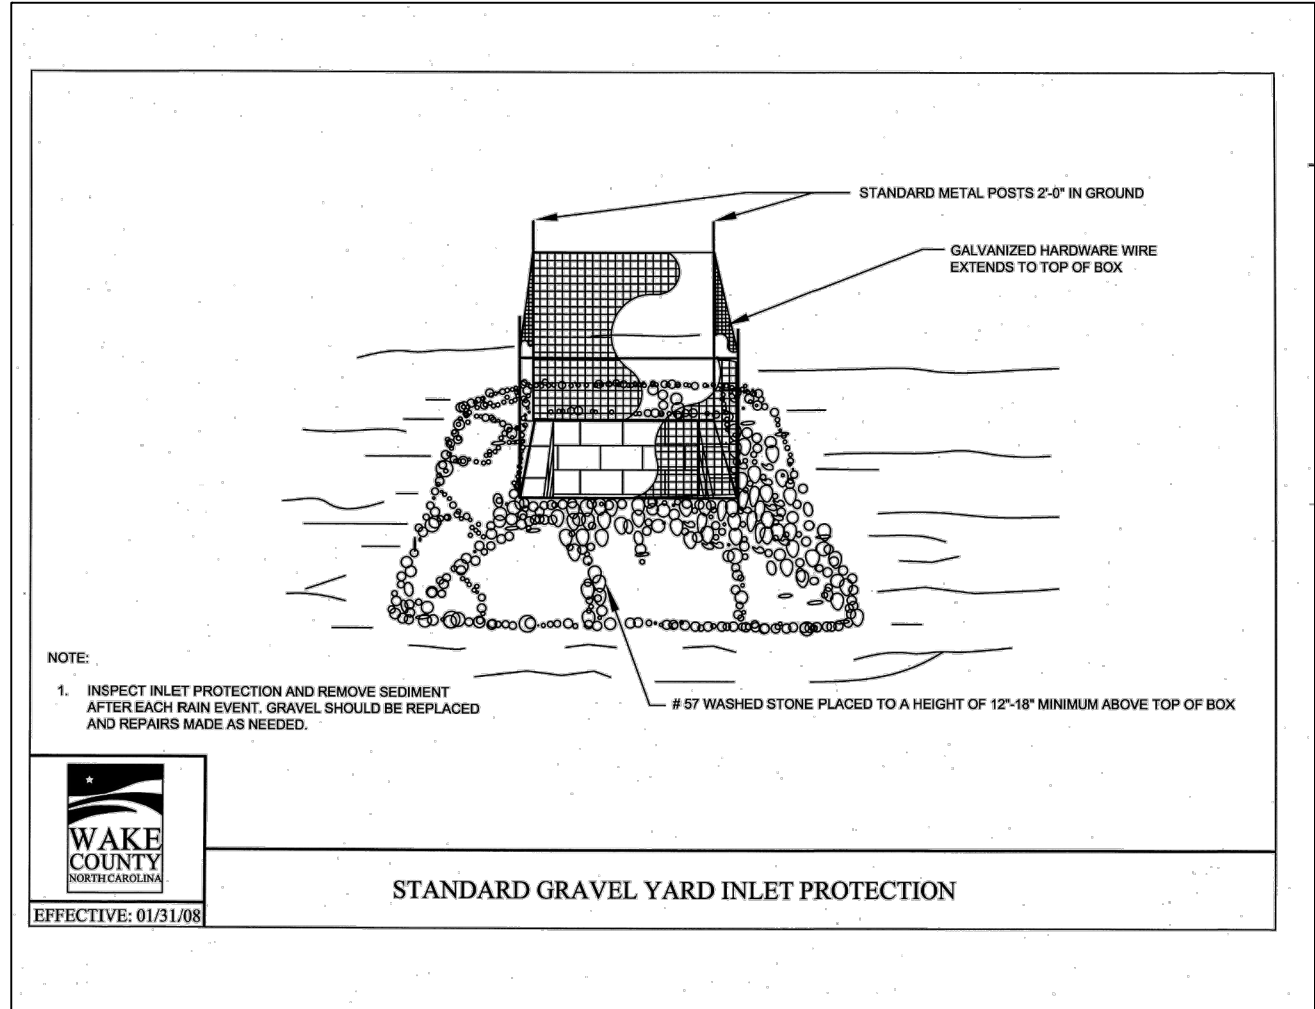 STANDARD METAL POSTS 2'-0" IN GROUND
GALVANIZED HARDWARE WIRE
EXTENDS TO TOP OF BOX
NOTE:
1. INSPECT INLET PROTECTION AND REMOVE SEDIMENT
AFTER EACH RAIN EVENT. GRAVEL SHOULD BE REPLACED
AND REPAIRS MADE AS NEEDED.
# 57 WASHED STONE PLACED TO A HEIGHT OF 12"-18" MINIMUM ABOVE TOP OF BOX
WAKE
COUNTY
NORTH CAROLINA
EFFECTIVE: 01/31/08
STANDARD GRAVEL YARD INLET PROTECTION